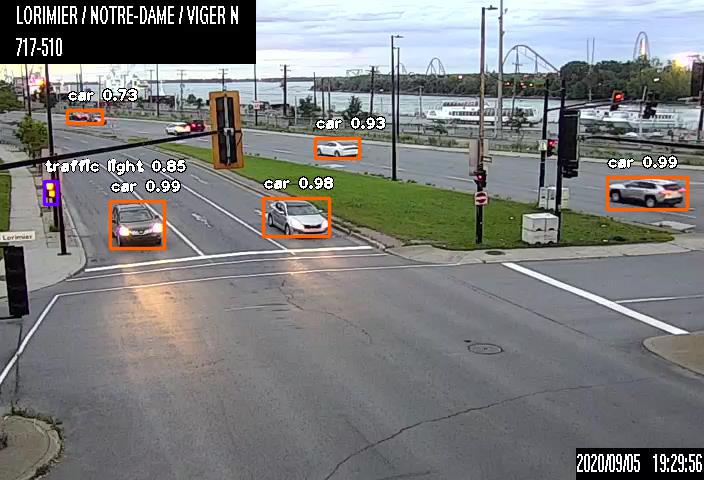 LORIMIER / NOTRE-DAME / VIGER N
717-510
car 0.73
car 0.93
traffic light 0.85
car 0.99
car 0.98
car 0.99
Lorimier
2020/09/05 19:29:56